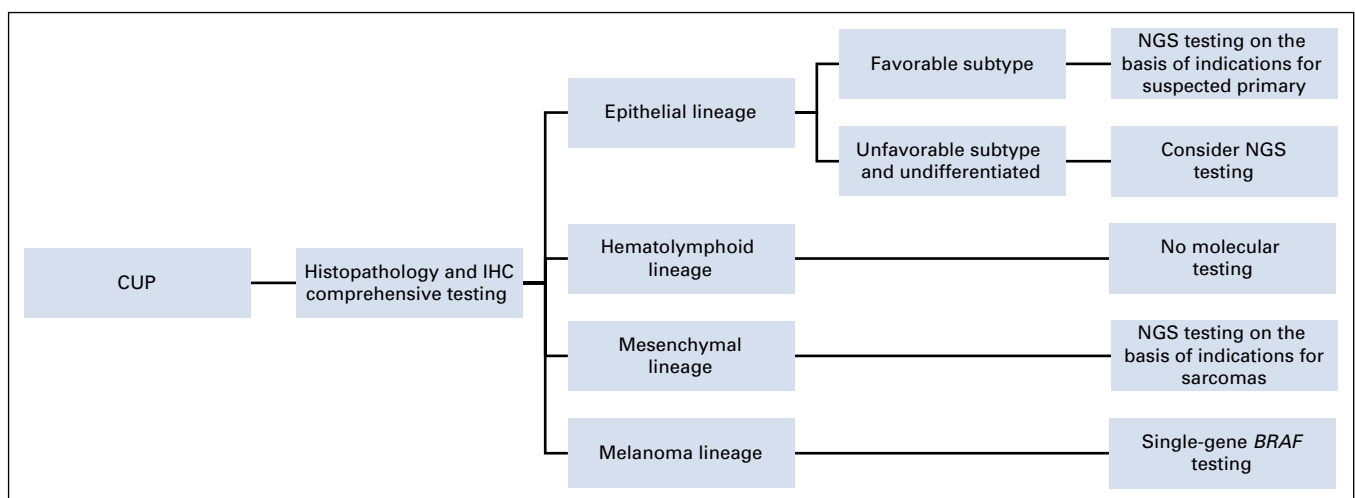 CUP
Histopathology and IHC
comprehensive testing
Epithelial lineage
Favorable subtype
NGS testing on the
basis of indications for
suspected primary
Unfavorable subtype
and undifferentiated
Consider NGS
testing
Hematolymphoid
lineage
No molecular
testing
Mesenchymal
lineage
NGS testing on the
basis of indications for
sarcomas
Melanoma lineage
Single-gene BRAF
testing